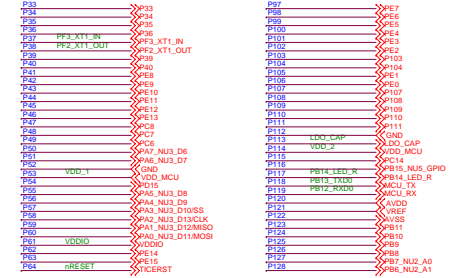 P33 P33
P34 P34
P35 P35
P36 P36
P37 PF3_XT1_IN PF3_XT1_IN
P38 PF2_XT1_OUT PF2_XT1_OUT
P39 P39
P40 P40
P41 PE8
P42 PE9
P43 PE10
P44 PE11
P45 PE12
P46 PE13
P47 PC8
P48 PC7
P49 PC6
P50 PA7_NU3_D6
P51 PA6_NU3_D7
P52 GND
P53 VDD_1 VDD_MCU
P54 PD15
P55 PA5_NU3_D8
P56 PA4_NU3_D9
P57 PA3_NU3_D10/SS
P58 PA2_NU3_D13/CLK
P59 PA1_NU3_D12/MISO
P60 PA0_NU3_D11/MOSI
P61 VDDIO VDDIO
P62 PE14
P63 PE15
P64 nRESET TICERST
P97 PE7
P98 PE6
P99 PE5
P100 PE4
P101 PE3
P102 PE2
P103 P103
P104 P104
P105 PE1
P106 PE0
P107 P107
P108 P108
P109 P109
P110 P110
P111 P111
P112 GND
P113 LDO_CAP LDO_CAP
P114 VDD_2 VDD_MCU
P115 PC14
P116 PB15_NU5_GPIO
P117 PB14_LED_R PB14_LED_R
P118 PB13_TXD0 MCU_TX
P119 PB12_RXD0 MCU_RX
P120 AVDD
P121 VREF
P122 AVSS
P123 PB11
P124 PB10
P125 PB9
P126 PB8
P127 PB7_NU2_A0
P128 PB6_NU2_A1